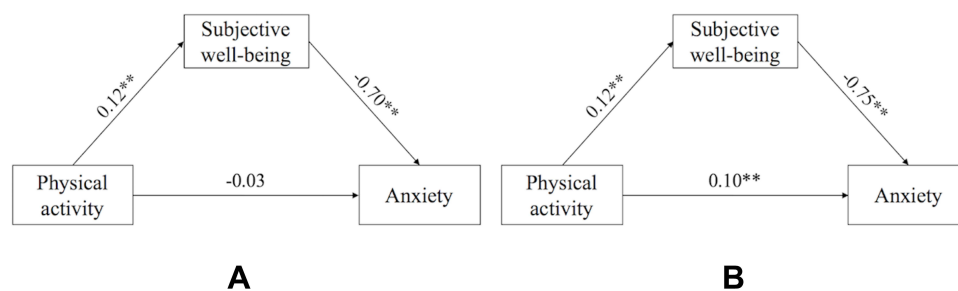 Subjective
well-being
0.12**
-0.70**
Physical
activity
-0.03
Anxiety
A
Subjective
well-being
0.12**
-0.75**
Physical
activity
0.10**
Anxiety
B